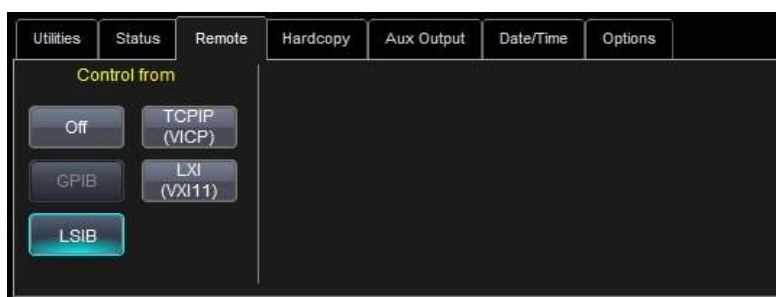 Utilities Status Remote Hardcopy Aux Output Date/Time Options
Control from
Off
TCPIP
(VICP)
GPIB
LXI
(VXI11)
LSIB